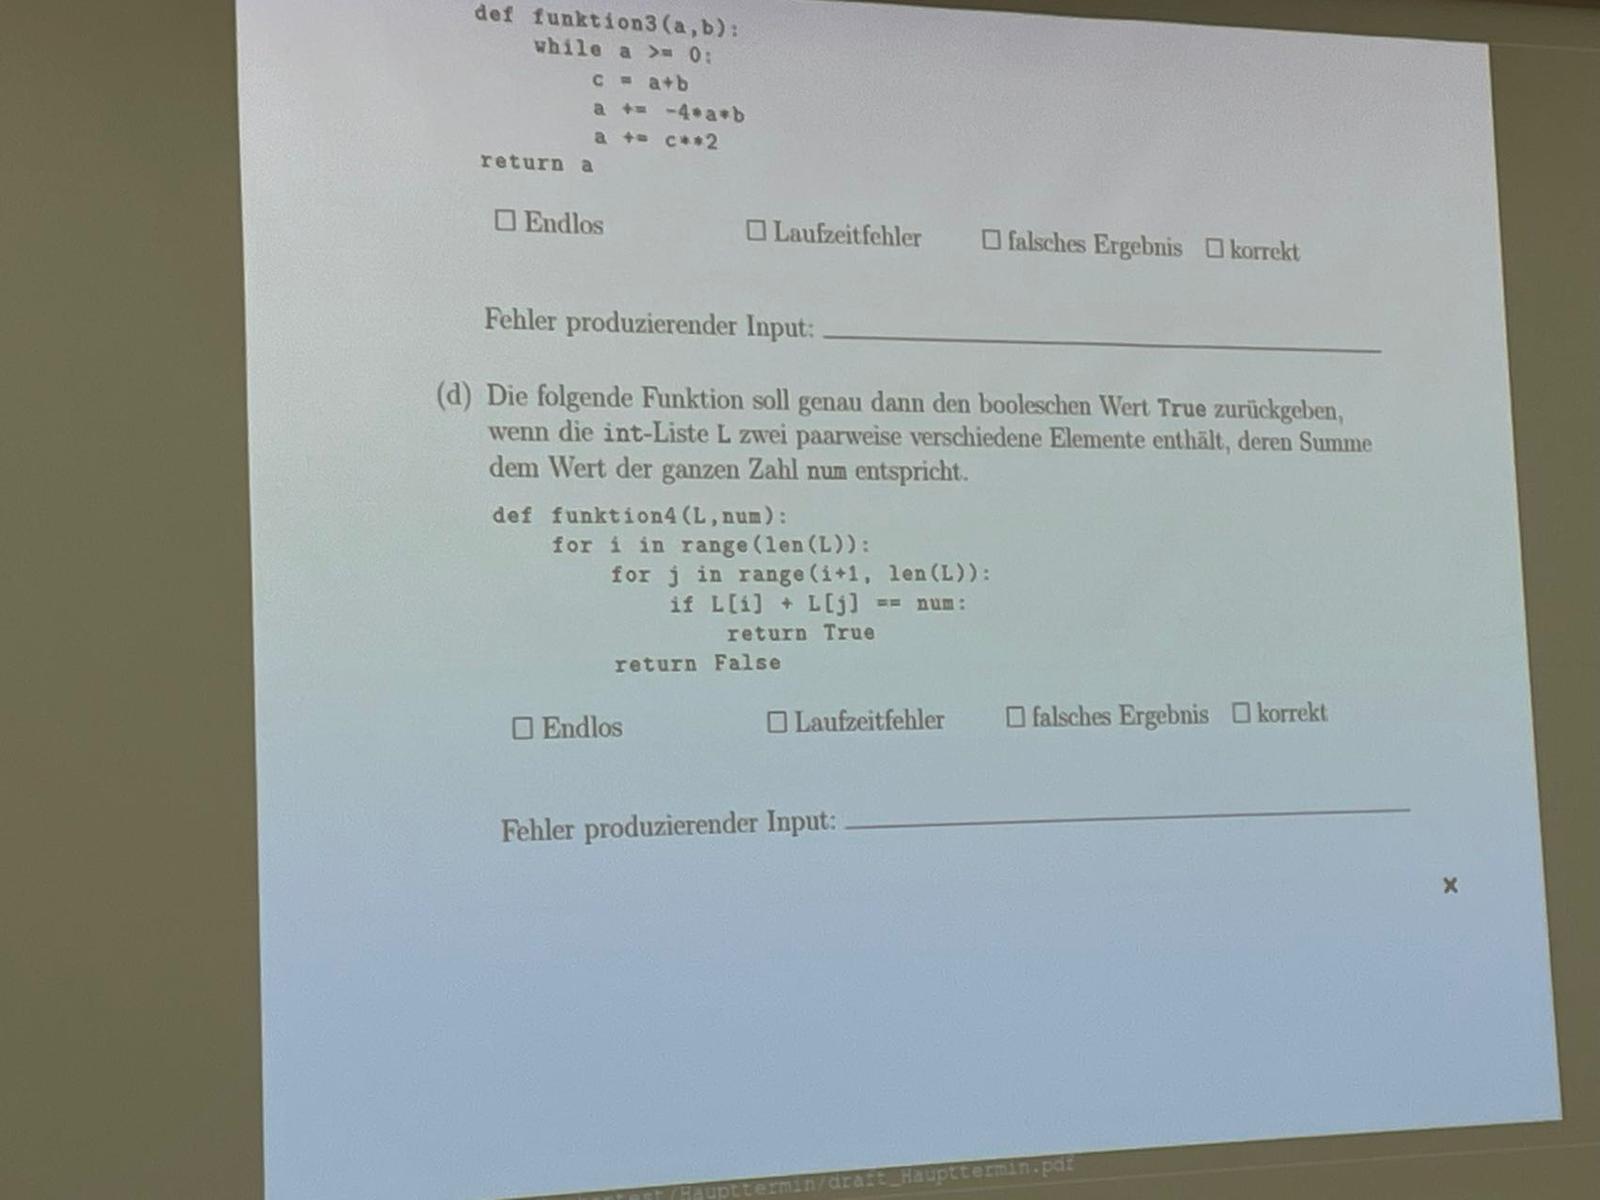 def funktion3(a,b):
    while a >= 0:
        c = a+b
        a += -4*a*b
        a += c**2
return a
☐ Endlos ☐ Laufzeitfehler ☐ falsches Ergebnis ☐ korrekt
Fehler produzierender Input:
(d) Die folgende Funktion soll genau dann den booleschen Wert True zurückgeben,
wenn die int-Liste L zwei paarweise verschiedene Elemente enthält, deren Summe
dem Wert der ganzen Zahl num entspricht.
def funktion4(L,num):
    for i in range(len(L)):
        for j in range(i+1, len(L)):
            if L[i] + L[j] == num:
                return True
        return False
☐ Endlos ☐ Laufzeitfehler ☐ falsches Ergebnis ☐ korrekt
Fehler produzierender Input:
x
/Haupttermin/draft_Haupttermin.pdf